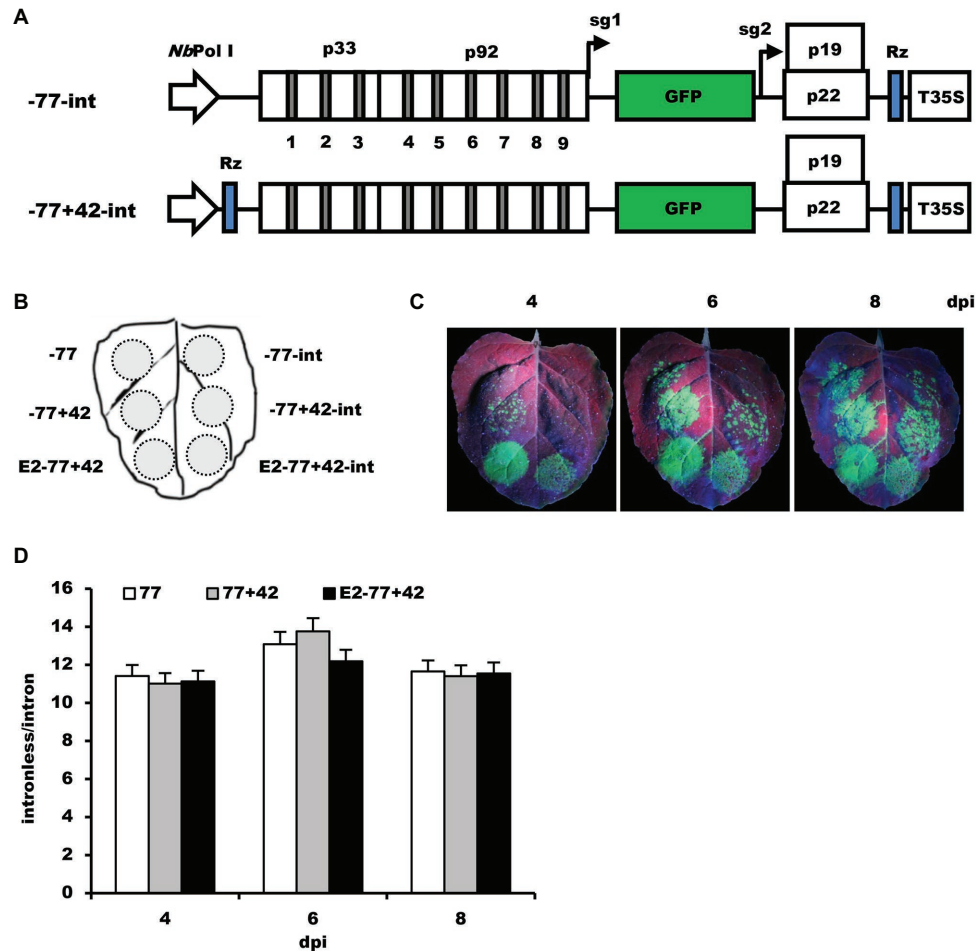 A
NbPol I
p33
p92
sg1
sg2
p19
Rz
-77-int
GFP
p22
T35S
1 2 3 4 5 6 7 8 9
Rz
p19
-77+42-int
GFP
p22
T35S
B
-77
-77-int
-77+42
-77+42-int
E2-77+42
E2-77+42-int
C
4 6 8 dpi
D
77 77+42 E2-77+42
intronless/intron
16
14
12
10
8
6
4
2
0
4 6 8
dpi